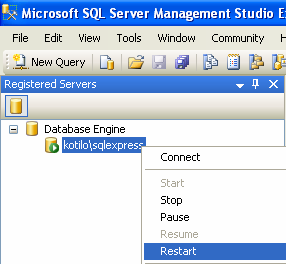 Microsoft SQL Server Management Studio Ex
File Edit View Tools Window Community
New Query
Registered Servers
Database Engine
kotilo\sqlexpress
Connect
Start
Stop
Pause
Resume
Restart